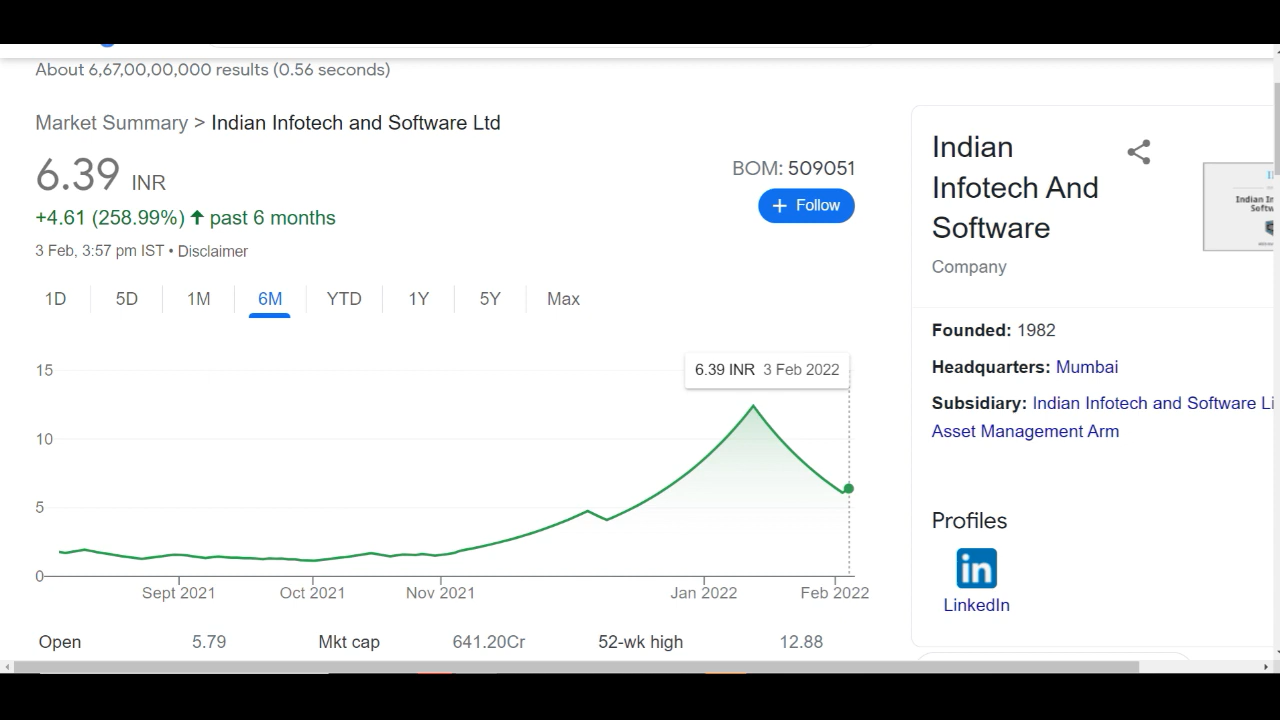 About 6,67,00,00,000 results (0.56 seconds)
Market Summary > Indian Infotech and Software Ltd
6.39 INR
+4.61 (258.99%) ↑ past 6 months
3 Feb, 3:57 pm IST • Disclaimer
BOM: 509051
+ Follow
1D 5D 1M 6M YTD 1Y 5Y Max
6.39 INR 3 Feb 2022
15
10
5
0
Sept 2021 Oct 2021 Nov 2021 Jan 2022 Feb 2022
Open 5.79 Mkt cap 641.20Cr 52-wk high 12.88
Indian
Infotech And
Software
Company
Indian In
Softw
Founded: 1982
Headquarters: Mumbai
Subsidiary: Indian Infotech and Software Li
Asset Management Arm
Profiles
in
LinkedIn